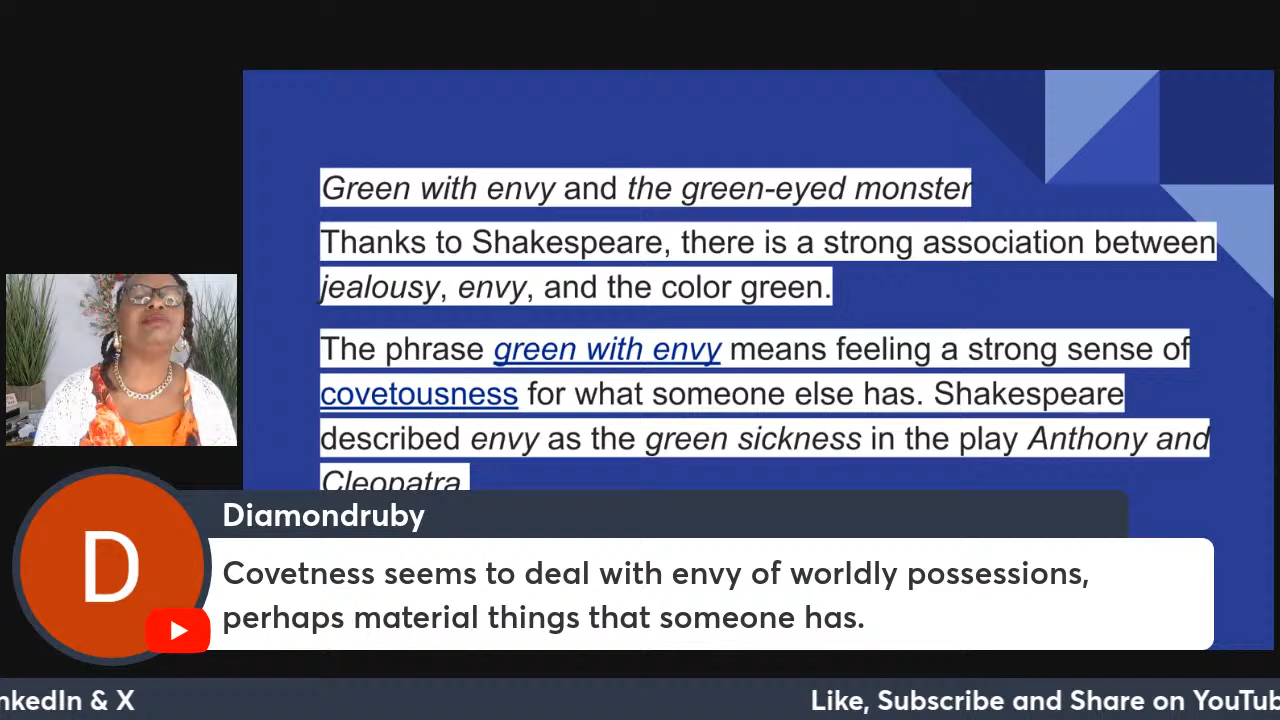 Green with envy and the green-eyed monster
Thanks to Shakespeare, there is a strong association between
jealousy, envy, and the color green.
The phrase green with envy means feeling a strong sense of
covetousness for what someone else has. Shakespeare
described envy as the green sickness in the play Anthony and
Cleopatra.
D
Diamondruby
Covetness seems to deal with envy of worldly possessions,
perhaps material things that someone has.
nkedIn & X
Like, Subscribe and Share on YouTub